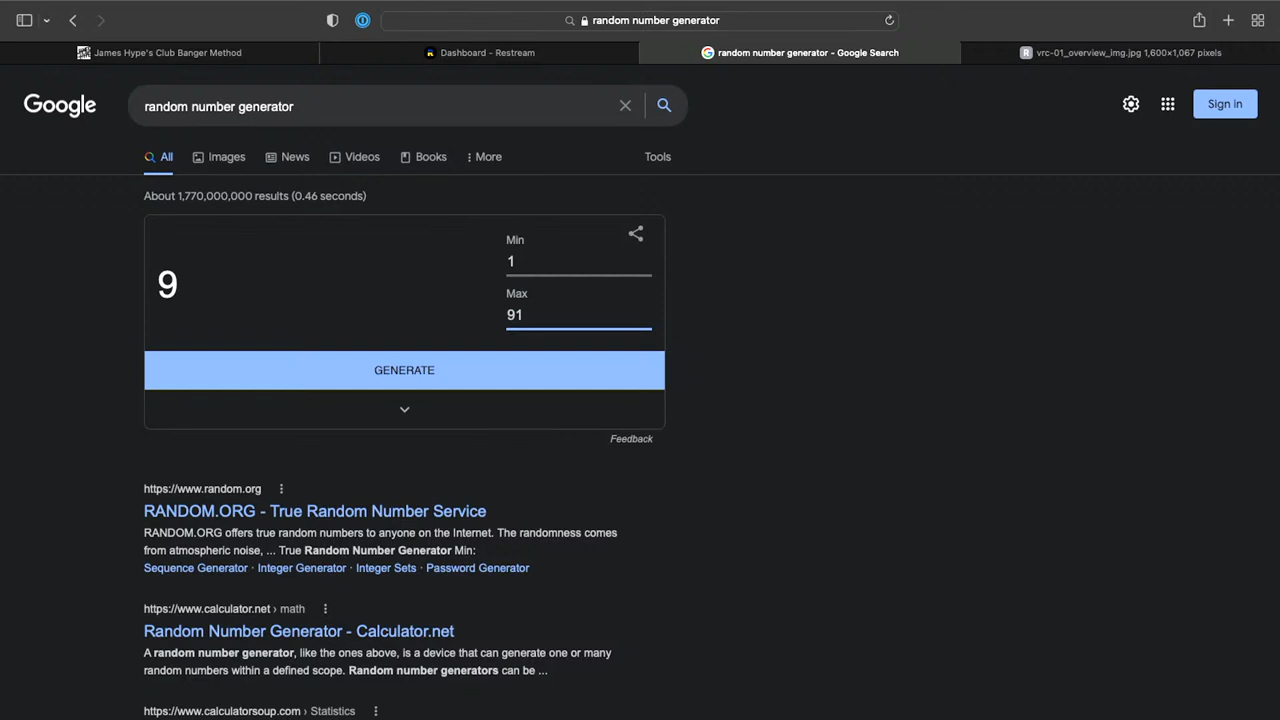 random number generator
James Hype's Club Banger Method
Dashboard - Restream
random number generator - Google Search
R vrc-01_overview_img.jpg 1,600×1,067 pixels
Google
random number generator
Sign in
All
Images
News
Videos
Books
More
Tools
About 1,770,000,000 results (0.46 seconds)
Min
1
9
Max
91
GENERATE
Feedback
https://www.random.org
RANDOM.ORG - True Random Number Service
RANDOM.ORG offers true random numbers to anyone on the Internet. The randomness comes
from atmospheric noise, ... True Random Number Generator Min:
Sequence Generator · Integer Generator · Integer Sets · Password Generator
https://www.calculator.net › math
Random Number Generator - Calculator.net
A random number generator, like the ones above, is a device that can generate one or many
random numbers within a defined scope. Random number generators can be ...
https://www.calculatorsoup.com › Statistics